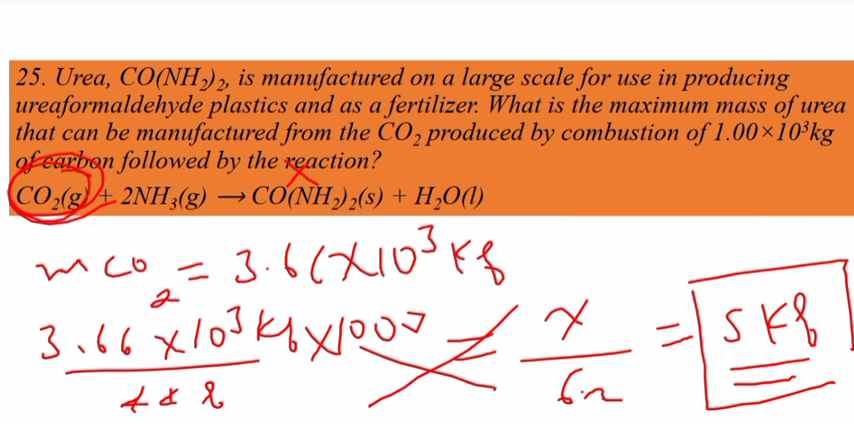 25. Urea, CO(NH₂)₂, is manufactured on a large scale for use in producing
ureaformaldehyde plastics and as a fertilizer. What is the maximum mass of urea
that can be manufactured from the CO₂ produced by combustion of 1.00×10³kg
of carbon followed by the reaction?
CO₂(g) + 2NH₃(g) → CO(NH₂)₂(s) + H₂O(l)
m CO₂ = 3.66×10³ Kg
3.66 ×10³ Kg ×1000 = x = 5 Kg